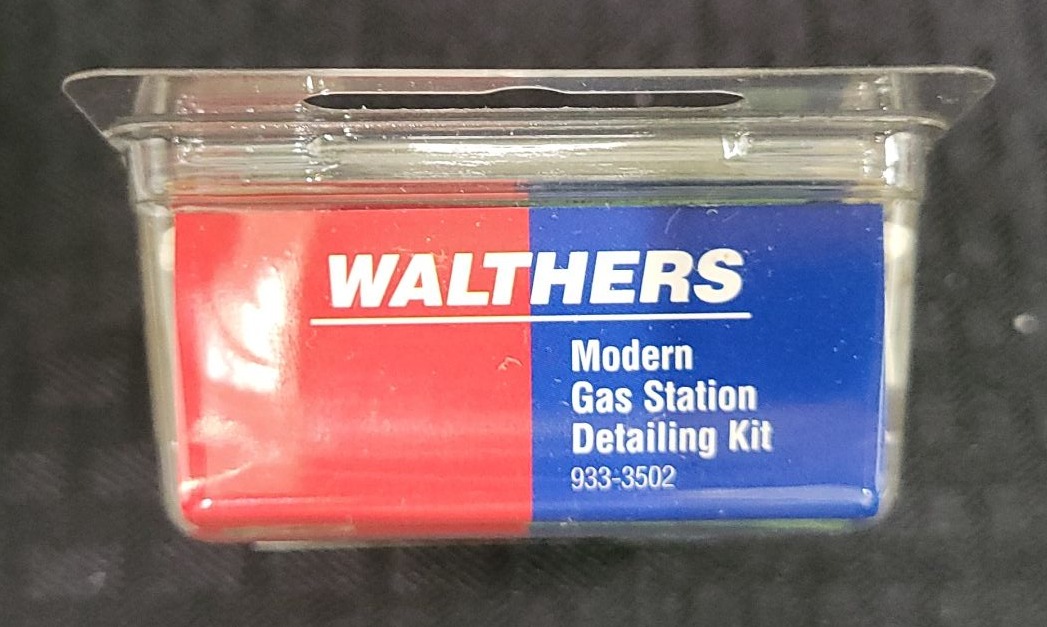 WALTHERS
Modern
Gas Station
Detailing Kit
933-3502